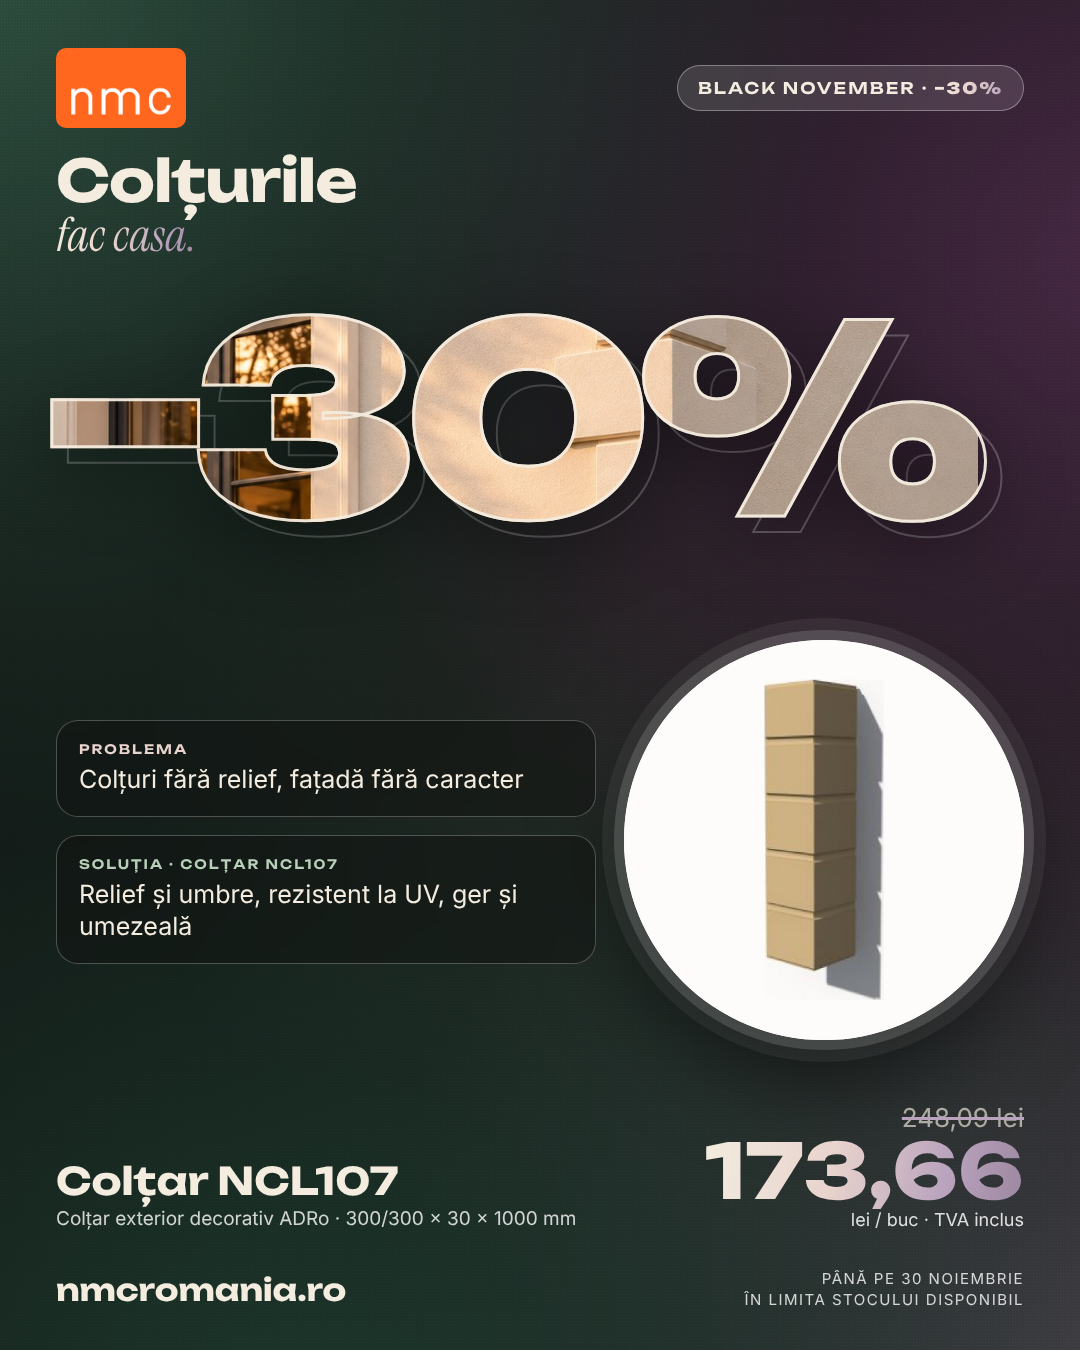 nmc
BLACK NOVEMBER · -30%
Colțurile
fac casa.
-30%
PROBLEMA
Colțuri fără relief, fațadă fără caracter
SOLUȚIA · COLȚAR NCL107
Relief și umbre, rezistent la UV, ger și
umezeală
248,09 lei
173,66
lei / buc · TVA inclus
Colțar NCL107
Colțar exterior decorativ ADRo · 300/300 × 30 × 1000 mm
nmcromania.ro
PÂNĂ PE 30 NOIEMBRIE
ÎN LIMITA STOCULUI DISPONIBIL